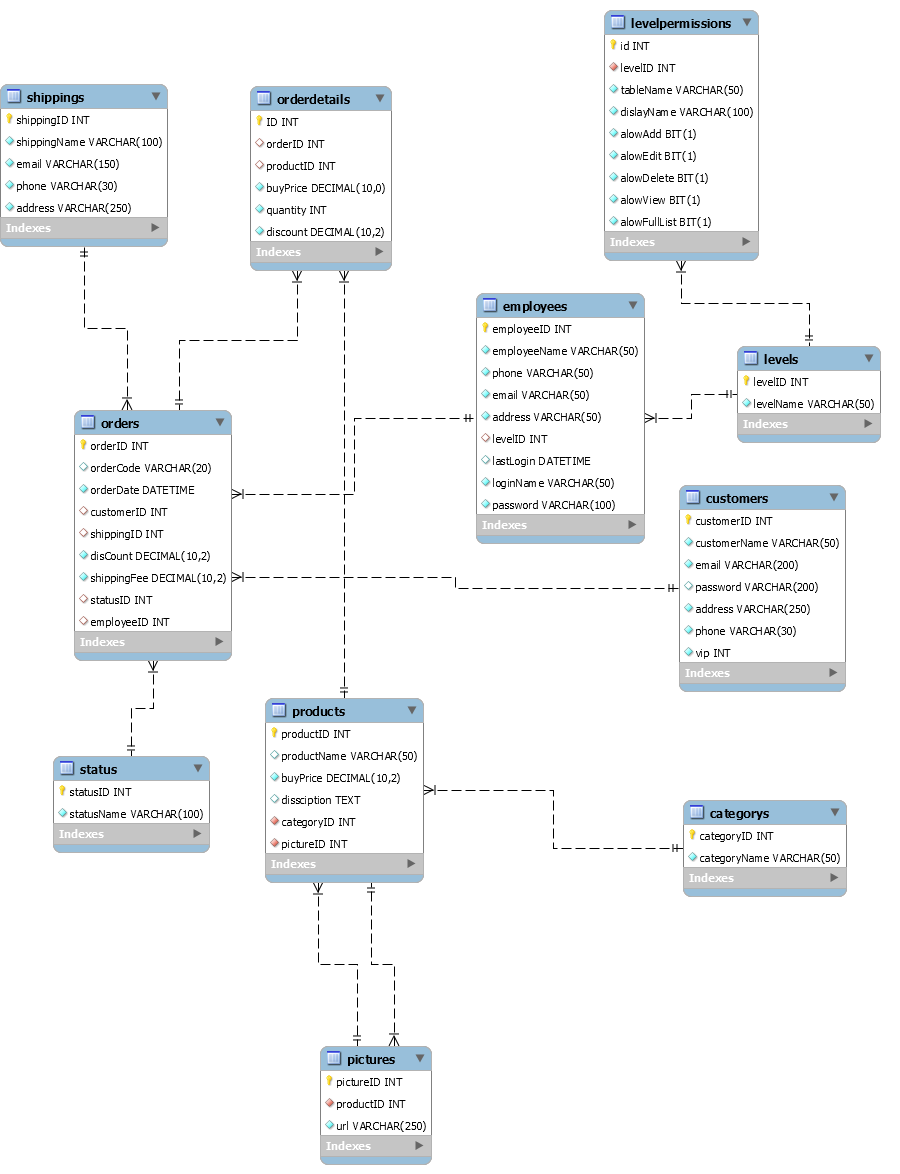 levelpermissions
id INT
levelID INT
tableName VARCHAR(50)
dislayName VARCHAR(100)
alowAdd BIT(1)
alowEdit BIT(1)
alowDelete BIT(1)
alowView BIT(1)
alowFullList BIT(1)
Indexes
shippings
shippingID INT
shippingName VARCHAR(100)
email VARCHAR(150)
phone VARCHAR(30)
address VARCHAR(250)
Indexes
orderdetails
ID INT
orderID INT
productID INT
buyPrice DECIMAL(10,0)
quantity INT
discount DECIMAL(10,2)
Indexes
employees
employeeID INT
employeeName VARCHAR(50)
phone VARCHAR(50)
email VARCHAR(50)
address VARCHAR(50)
levelID INT
lastLogin DATETIME
loginName VARCHAR(50)
password VARCHAR(100)
Indexes
levels
levelID INT
levelName VARCHAR(50)
Indexes
orders
orderID INT
orderCode VARCHAR(20)
orderDate DATETIME
customerID INT
shippingID INT
disCount DECIMAL(10,2)
shippingFee DECIMAL(10,2)
statusID INT
employeeID INT
Indexes
customers
customerID INT
customerName VARCHAR(50)
email VARCHAR(200)
password VARCHAR(200)
address VARCHAR(250)
phone VARCHAR(30)
vip INT
Indexes
products
productID INT
productName VARCHAR(50)
buyPrice DECIMAL(10,2)
dissciption TEXT
categoryID INT
pictureID INT
Indexes
status
statusID INT
statusName VARCHAR(100)
Indexes
categorys
categoryID INT
categoryName VARCHAR(50)
Indexes
pictures
pictureID INT
productID INT
url VARCHAR(250)
Indexes